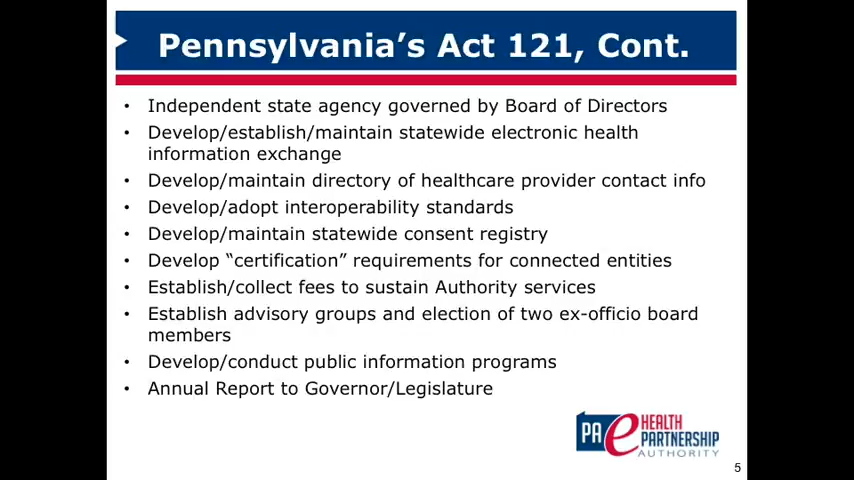 Pennsylvania's Act 121, Cont.
• Independent state agency governed by Board of Directors
• Develop/establish/maintain statewide electronic health
information exchange
• Develop/maintain directory of healthcare provider contact info
• Develop/adopt interoperability standards
• Develop/maintain statewide consent registry
• Develop “certification” requirements for connected entities
• Establish/collect fees to sustain Authority services
• Establish advisory groups and election of two ex-officio board
members
• Develop/conduct public information programs
• Annual Report to Governor/Legislature
PA e HEALTH
PARTNERSHIP
AUTHORITY
5